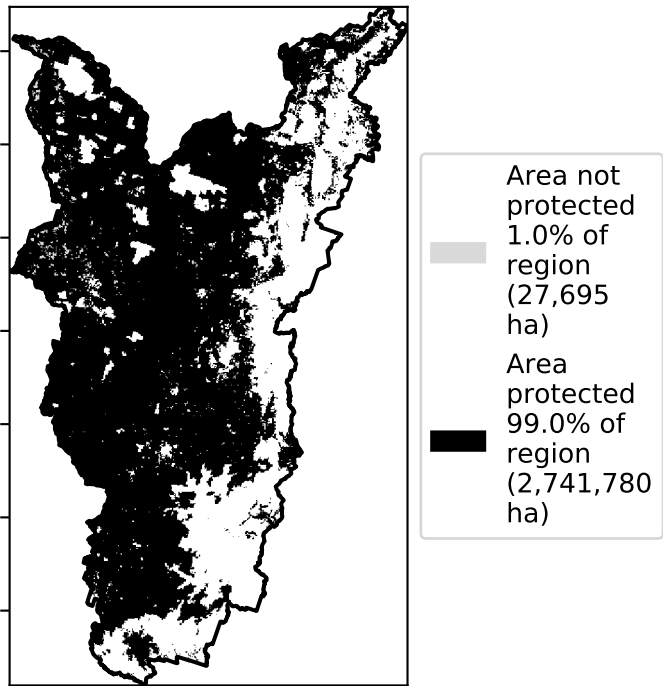 Area not
protected
1.0% of
region
(27,695
ha)
Area
protected
99.0% of
region
(2,741,780
ha)